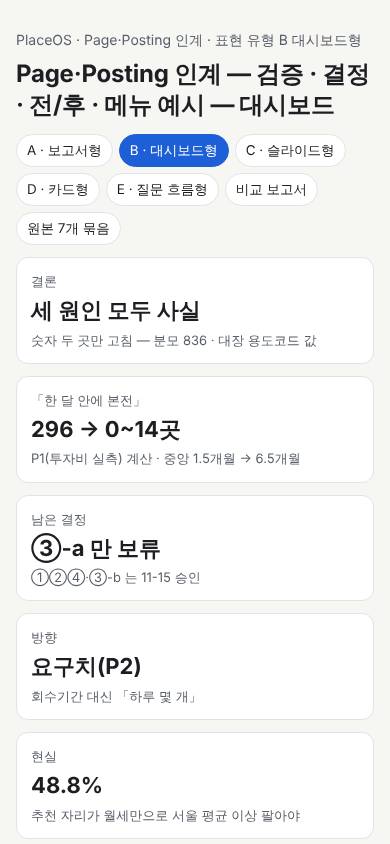 PlaceOS · Page·Posting 인계 · 표현 유형 B 대시보드형
Page·Posting 인계 — 검증 · 결정
· 전/후 · 메뉴 예시 — 대시보드
A · 보고서형
B · 대시보드형
C · 슬라이드형
D · 카드형
E · 질문 흐름형
비교 보고서
원본 7개 묶음
결론
세 원인 모두 사실
숫자 두 곳만 고침 — 분모 836 · 대장 용도코드 값
「한 달 안에 본전」
296 → 0~14곳
P1(투자비 실측) 계산 · 중앙 1.5개월 → 6.5개월
남은 결정
③-a 만 보류
①②④·③-b 는 11-15 승인
방향
요구치(P2)
회수기간 대신 「하루 몇 개」
현실
48.8%
추천 자리가 월세만으로 서울 평균 이상 팔아야